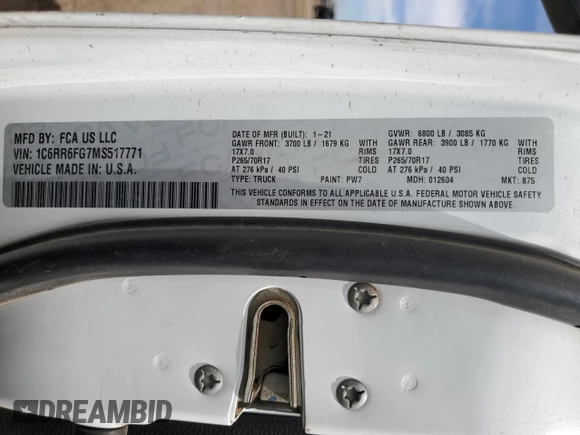 MFD BY: FCA US LLC
VIN: 1C6RR6FG7MS517771
VEHICLE MADE IN: U.S.A.
DATE OF MFR (BUILT): 1-21 GVWR: 6800 LB / 3085 KG
GAWR FRONT: 3700 LB / 1679 KG WITH GAWR REAR: 3900 LB / 1770 KG WITH
17X7.0 RIMS 17X7.0 RIMS
P265/70R17 TIRES P265/70R17 TIRES
AT 276 kPa / 40 PSI COLD AT 276 kPa / 40 PSI COLD
TYPE: TRUCK PAINT: PW7 MDH: 012604 MKT: 875
THIS VEHICLE CONFORMS TO ALL APPLICABLE U.S.A. FEDERAL MOTOR VEHICLE SAFETY
STANDARDS IN EFFECT ON THE DATE OF MANUFACTURE SHOWN ABOVE.
DREAMBID